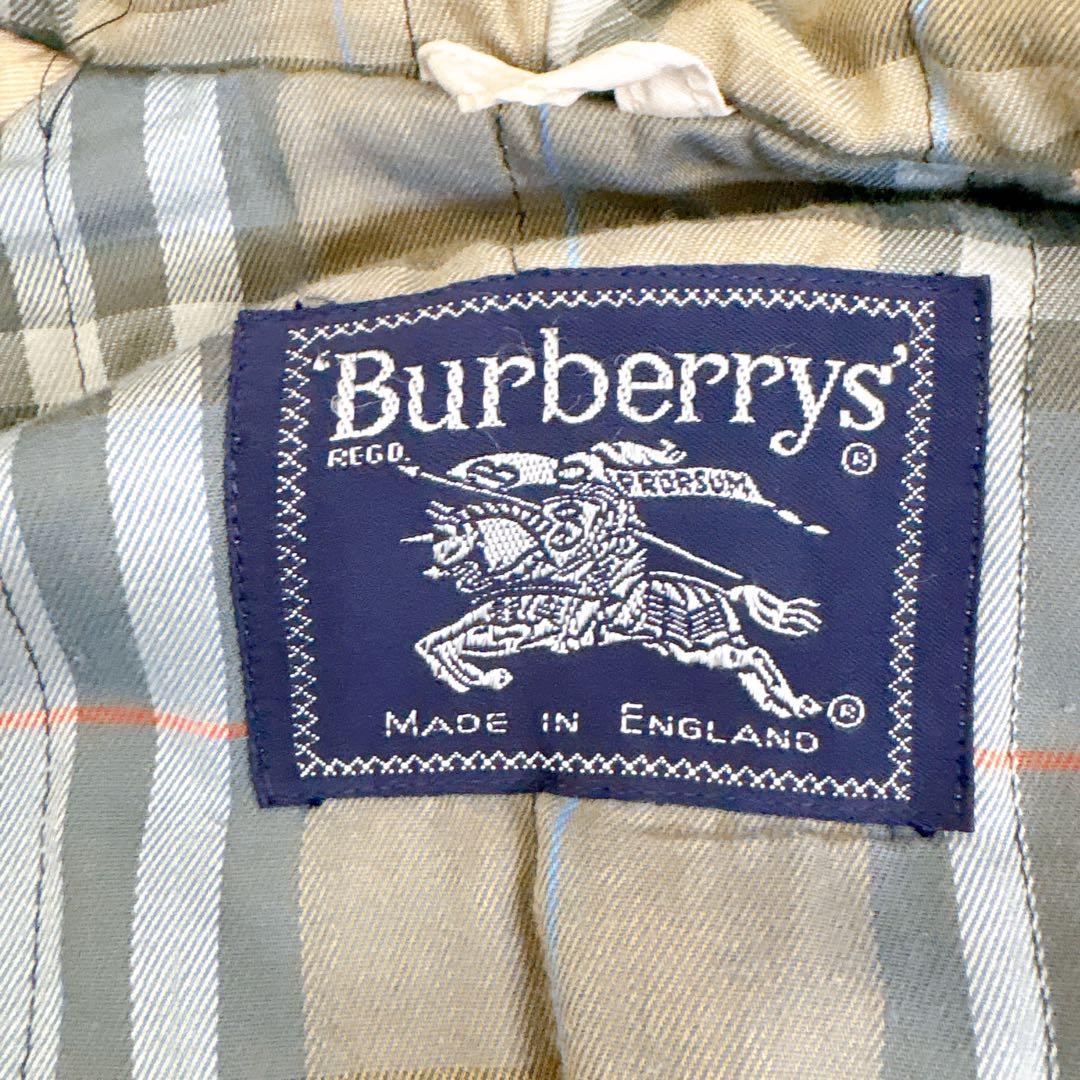 'Burberrys'
REGD. ®
PRORSUM
®
MADE IN ENGLAND